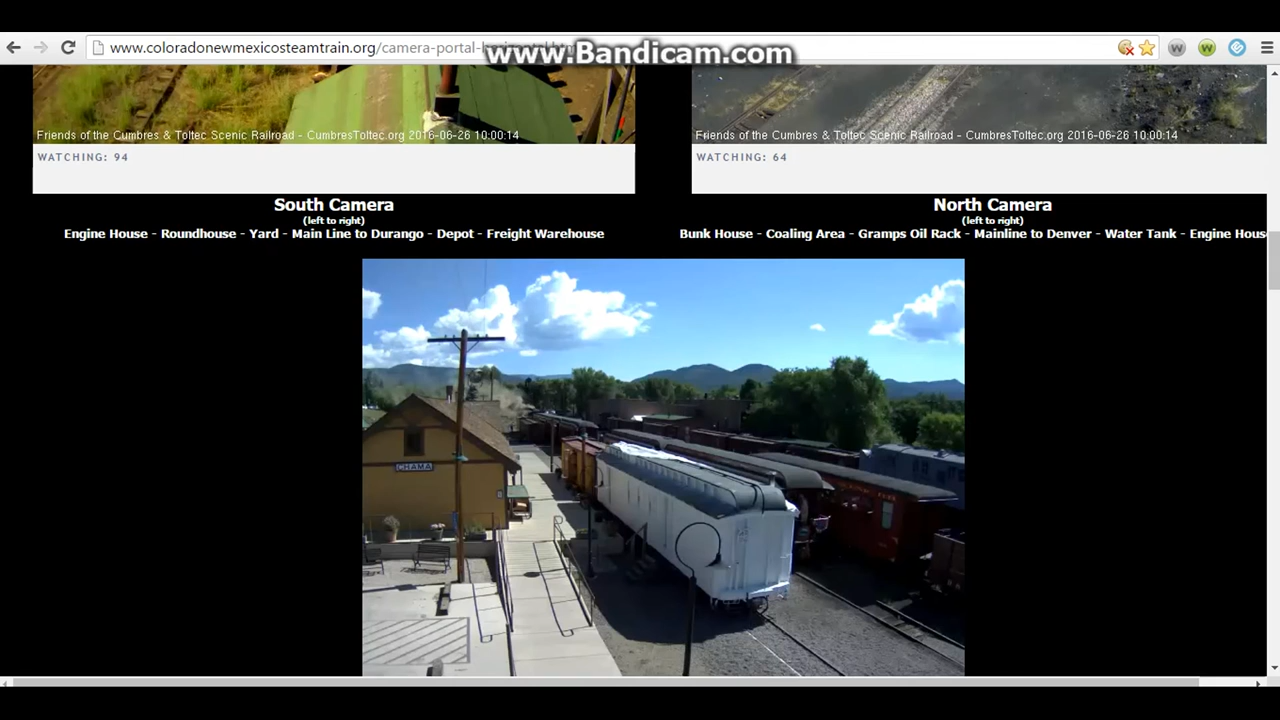 www.coloradonewmexicosteamtrain.org/camera-portal-
www.Bandicam.com
Friends of the Cumbres & Toltec Scenic Railroad - CumbresToltec.org 2016-06-26 10:00:14
Friends of the Cumbres & Toltec Scenic Railroad - CumbresToltec.org 2016-06-26 10:00:14
WATCHING: 94
WATCHING: 64
South Camera
North Camera
(left to right)
(left to right)
Engine House - Roundhouse - Yard - Main Line to Durango - Depot - Freight Warehouse
Bunk House - Coaling Area - Gramps Oil Rack - Mainline to Denver - Water Tank - Engine Hous
CHAMA